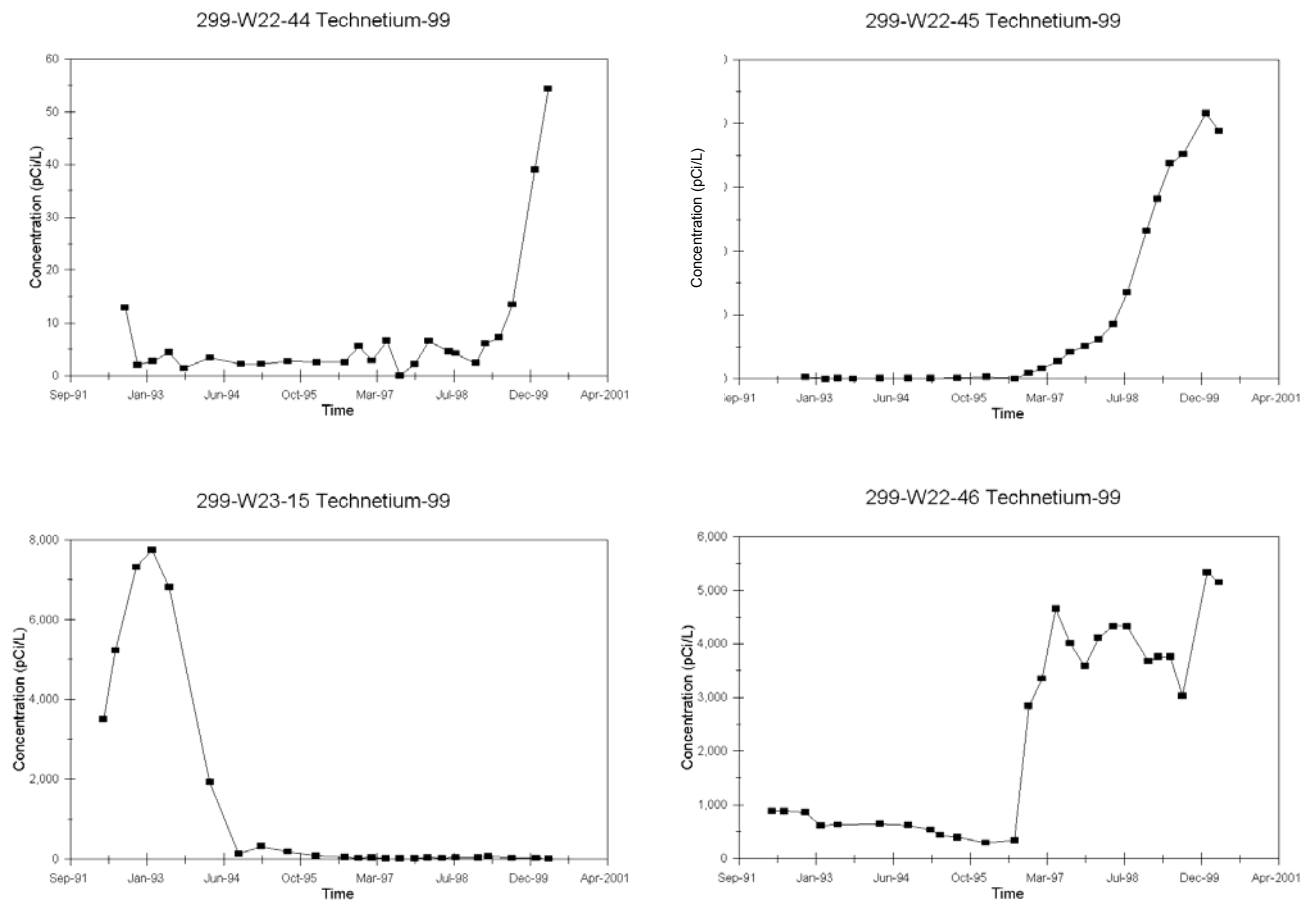 299-W22-44 Technetium-99
60
50
40
30
20
10
0
Concentration (pCi/L)
Sep-91 Jan-93 Jun-94 Oct-95 Mar-97 Jul-98 Dec-99 Apr-2001
Time
299-W22-45 Technetium-99
Concentration (pCi/L)
ep-91 Jan-93 Jun-94 Oct-95 Mar-97 Jul-98 Dec-99 Apr-2001
Time
299-W23-15 Technetium-99
8,000
6,000
4,000
2,000
0
Concentration (pCi/L)
Sep-91 Jan-93 Jun-94 Oct-95 Mar-97 Jul-98 Dec-99 Apr-2001
Time
299-W22-46 Technetium-99
6,000
5,000
4,000
3,000
2,000
1,000
0
Concentration (pCi/L)
Sep-91 Jan-93 Jun-94 Oct-95 Mar-97 Jul-98 Dec-99 Apr-2001
Time